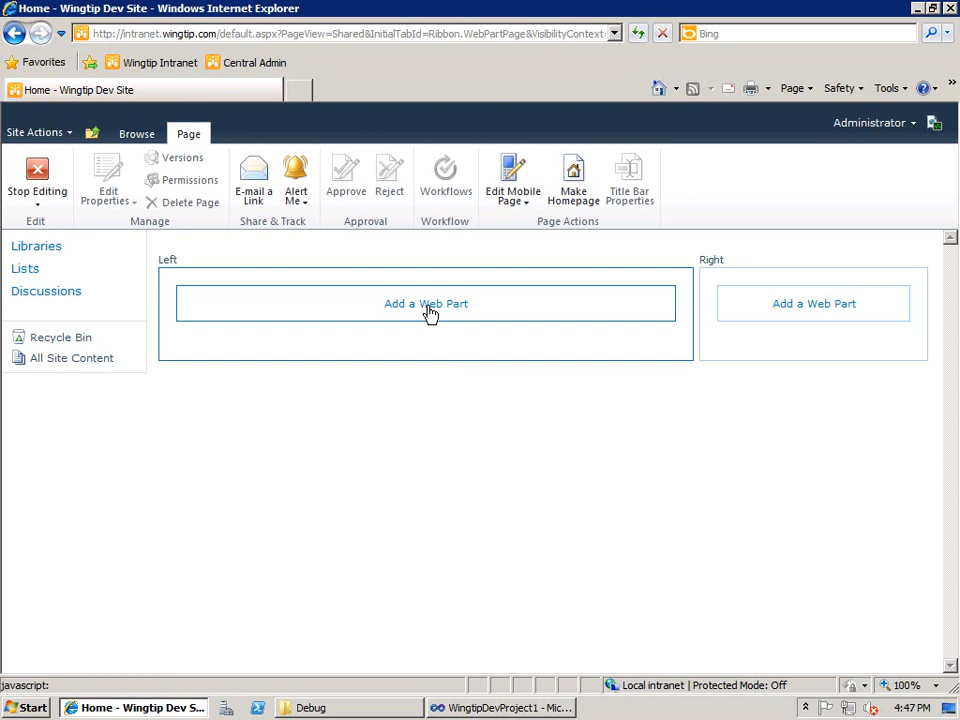 Home - Wingtip Dev Site - Windows Internet Explorer
http://intranet.wingtip.com/default.aspx?PageView=Shared&InitialTabId=Ribbon.WebPartPage&VisibilityContext
Bing
Favorites
Wingtip Intranet
Central Admin
Home - Wingtip Dev Site
Page
Safety
Tools
»
Site Actions
Browse
Page
Administrator
Stop Editing
Edit Properties
Versions
Permissions
Delete Page
E-mail a Link
Alert Me
Approve
Reject
Workflows
Edit Mobile Page
Make Homepage
Title Bar Properties
Edit
Manage
Share & Track
Approval
Workflow
Page Actions
Libraries
Lists
Discussions
Recycle Bin
All Site Content
Left
Add a Web Part
Right
Add a Web Part
javascript:
Local intranet | Protected Mode: Off
100%
Start
Home - Wingtip Dev S...
Debug
WingtipDevProject1 - Mic...
4:47 PM